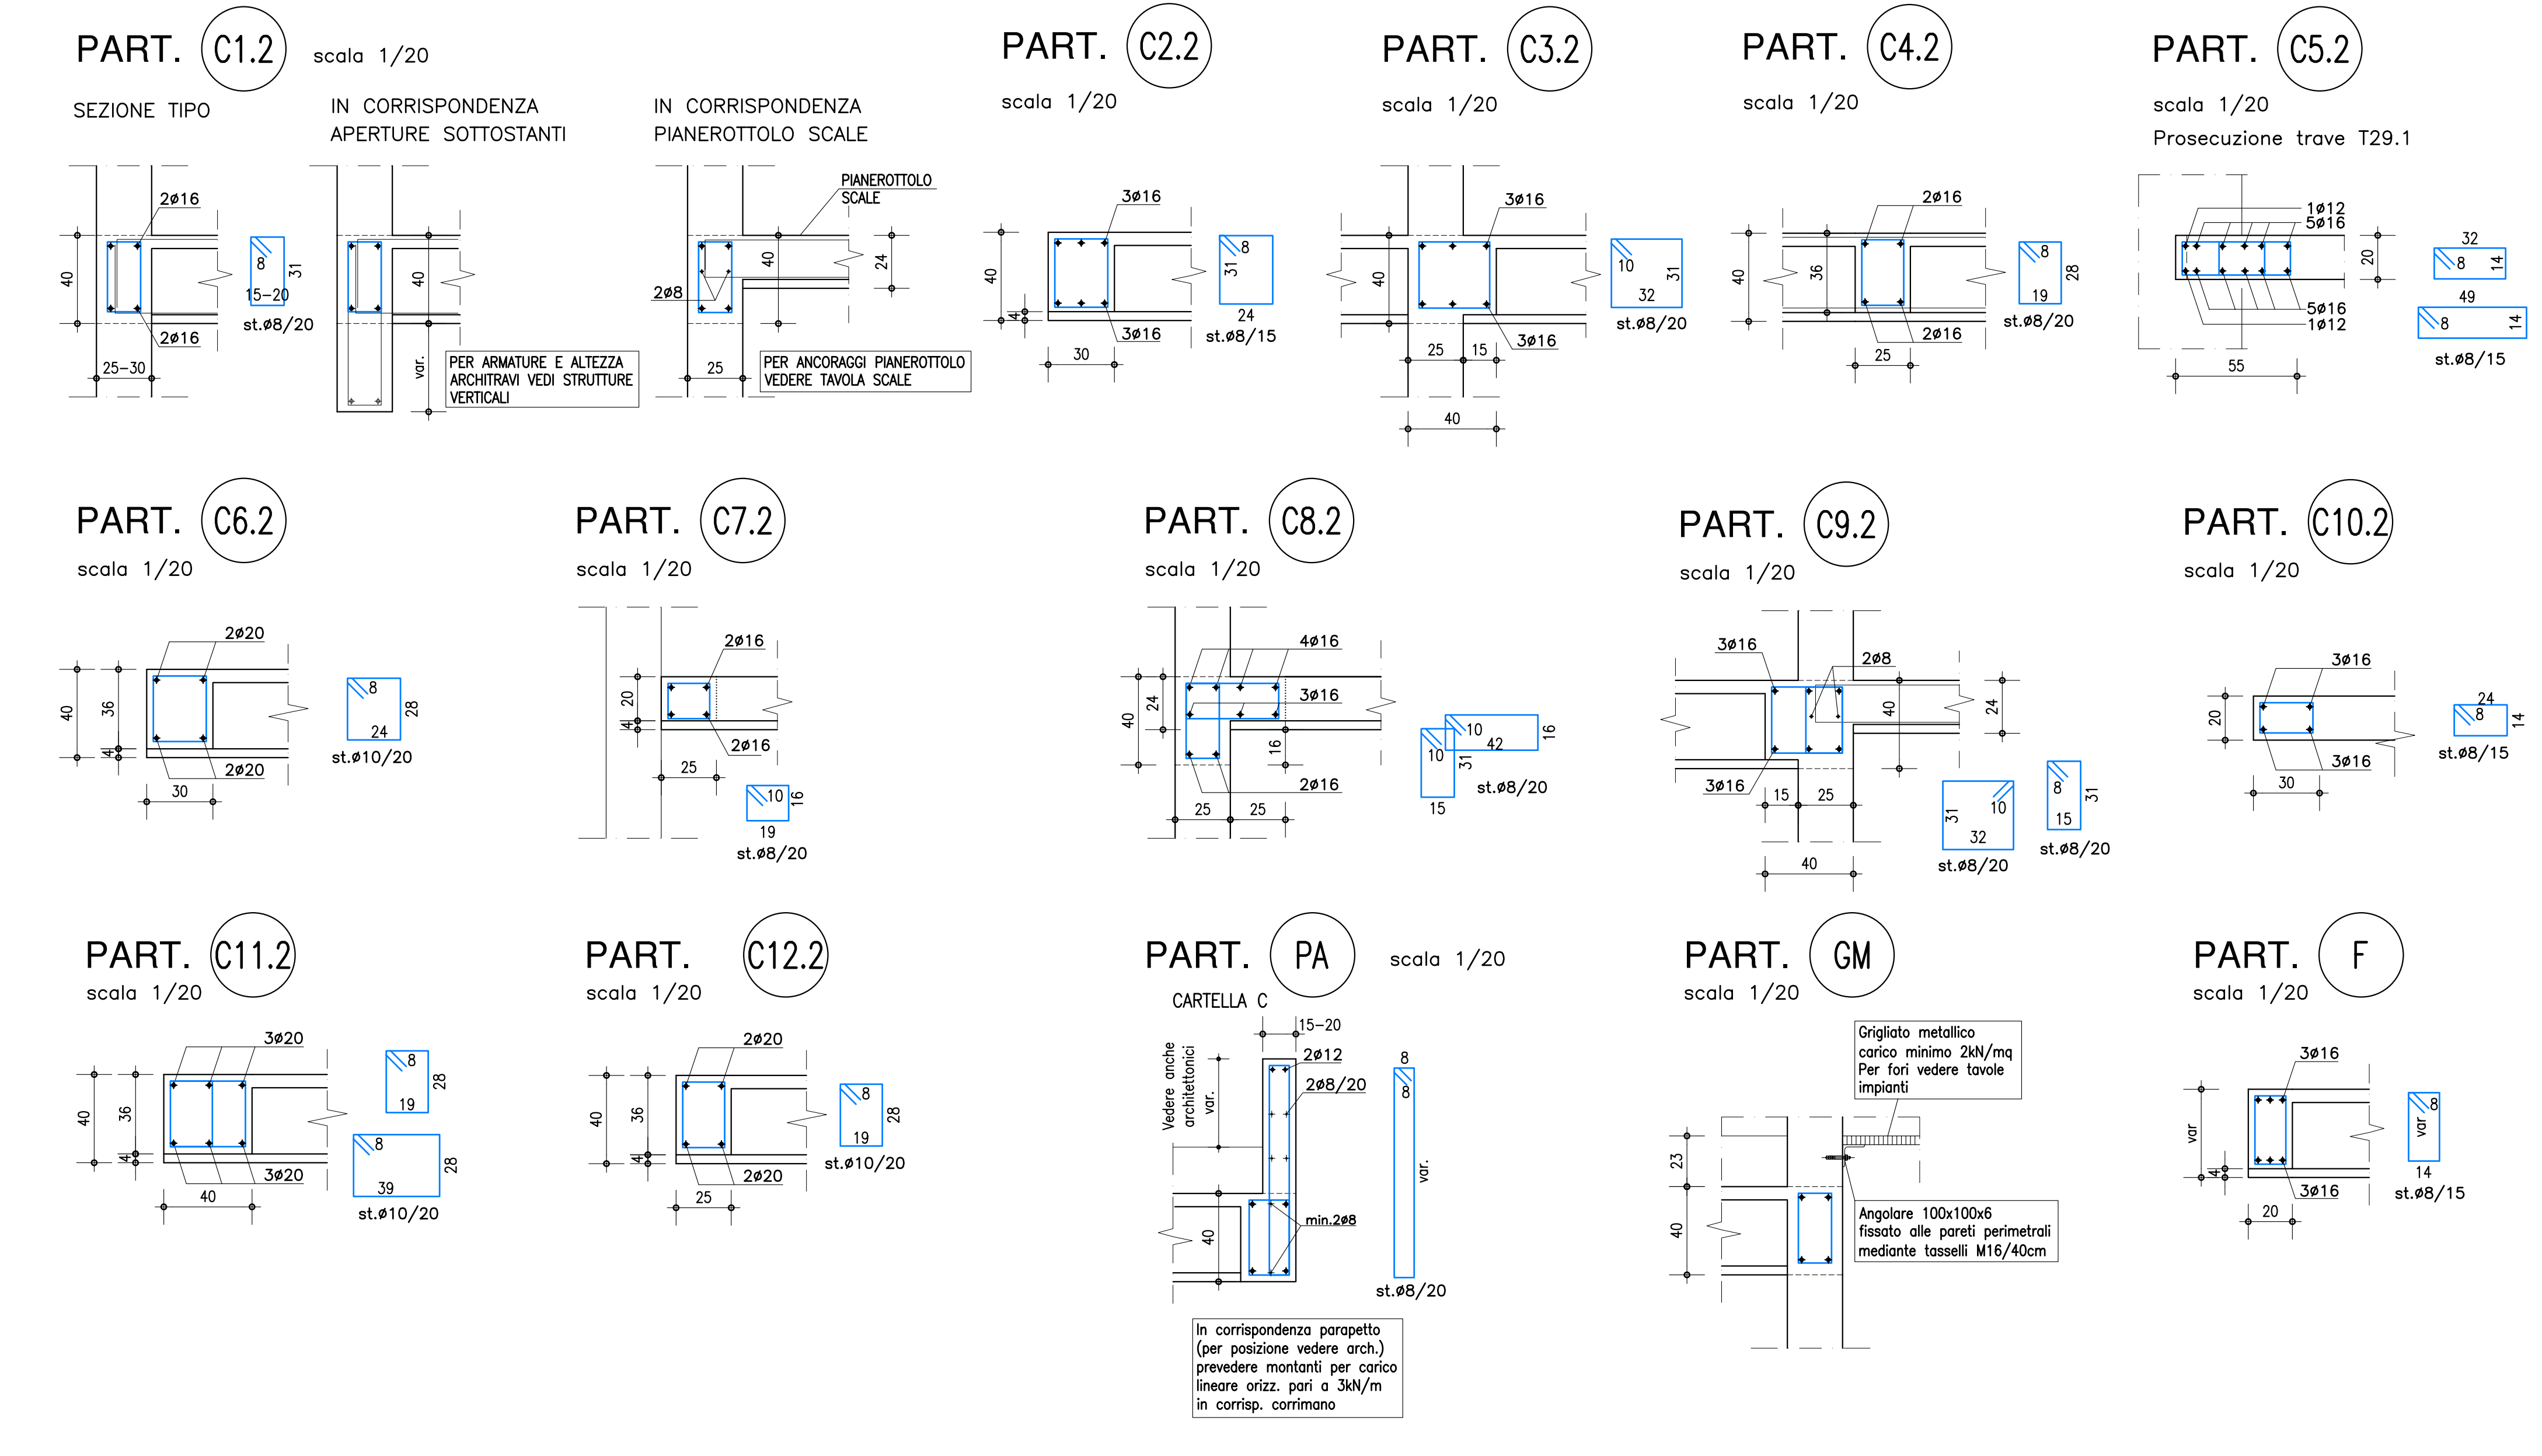 PART. C1.2 scala 1/20
SEZIONE TIPO
2ø16
40
8
31
15-20
st.ø8/20
2ø16
25-30
IN CORRISPONDENZA
APERTURE SOTTOSTANTI
40
var.
PER ARMATURE E ALTEZZA
ARCHITRAVI VEDI STRUTTURE
VERTICALI
IN CORRISPONDENZA
PIANEROTTOLO SCALE
PIANEROTTOLO
SCALE
40
24
2ø8
25
PER ANCORAGGI PIANEROTTOLO
VEDERE TAVOLA SCALE
PART. C2.2
scala 1/20
3ø16
40
4
8
31
24
st.ø8/15
3ø16
30
PART. C3.2
scala 1/20
3ø16
40
10
31
32
st.ø8/20
3ø16
25
15
40
PART. C4.2
scala 1/20
2ø16
40
36
8
28
19
st.ø8/20
2ø16
25
PART. C5.2
scala 1/20
Prosecuzione trave T29.1
1ø12
5ø16
20
32
8
14
49
8
14
st.ø8/15
5ø16
1ø12
55
PART. C6.2
scala 1/20
2ø20
40
36
4
8
28
24
st.ø10/20
2ø20
30
PART. C7.2
scala 1/20
2ø16
20
4
2ø16
25
10
16
19
st.ø8/20
PART. C8.2
scala 1/20
4ø16
24
40
3ø16
16
2ø16
25
25
10
42
16
10
31
15
st.ø8/20
PART. C9.2
scala 1/20
3ø16
2ø8
40
24
3ø16
15
25
40
31
10
32
st.ø8/20
8
31
15
st.ø8/20
PART. C10.2
scala 1/20
3ø16
20
24
8
14
st.ø8/15
3ø16
30
PART. C11.2
scala 1/20
3ø20
40
36
4
8
28
19
8
28
39
st.ø10/20
3ø20
40
PART. C12.2
scala 1/20
2ø20
40
36
4
8
28
19
st.ø10/20
2ø20
25
PART. PA scala 1/20
CARTELLA C
15-20
Vedere anche
architettonici
var.
2ø12
2ø8/20
8
8
var.
min.2ø8
40
st.ø8/20
In corrispondenza parapetto
(per posizione vedere arch.)
prevedere montanti per carico
lineare orizz. pari a 3kN/m
in corrisp. corrimano
PART. GM
scala 1/20
Grigliato metallico
carico minimo 2kN/mq
Per fori vedere tavole
impianti
23
40
Angolare 100x100x6
fissato alle pareti perimetrali
mediante tasselli M16/40cm
PART. F
scala 1/20
3ø16
var
4
8
var
14
st.ø8/15
3ø16
20